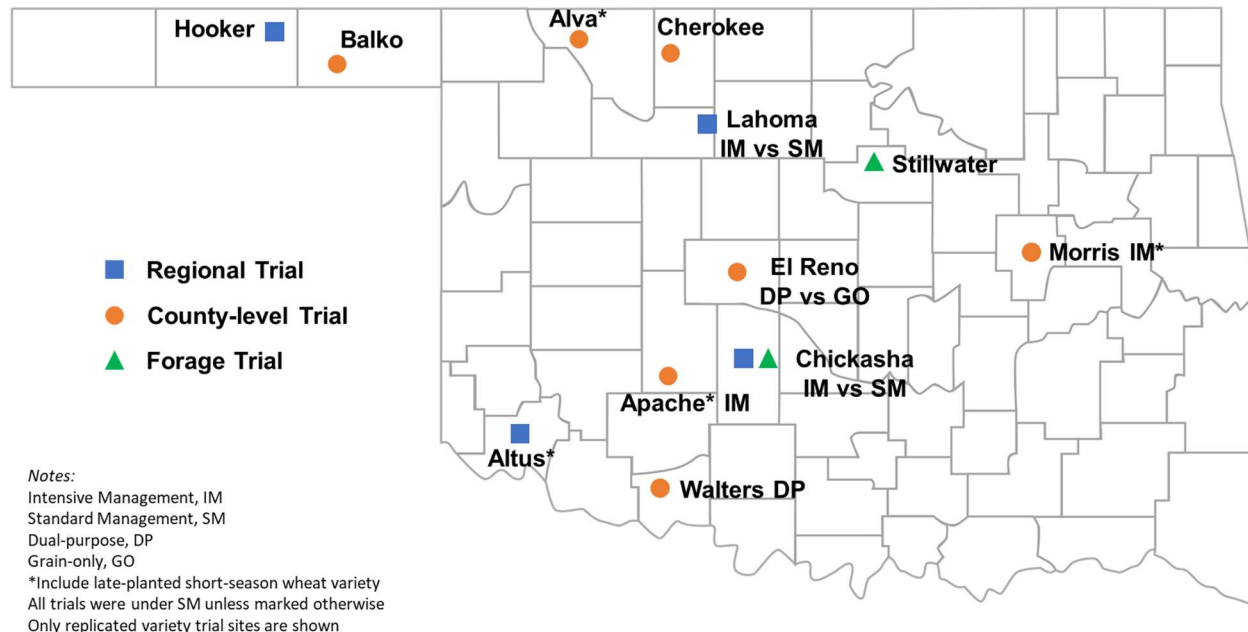 Hooker
Balko
Alva*
Cherokee
Lahoma
IM vs SM
Stillwater
Morris IM*
El Reno
DP vs GO
Regional Trial
County-level Trial
Forage Trial
Chickasha
IM vs SM
Apache* IM
Altus*
Walters DP
Notes:
Intensive Management, IM
Standard Management, SM
Dual-purpose, DP
Grain-only, GO
*Include late-planted short-season wheat variety
All trials were under SM unless marked otherwise
Only replicated variety trial sites are shown